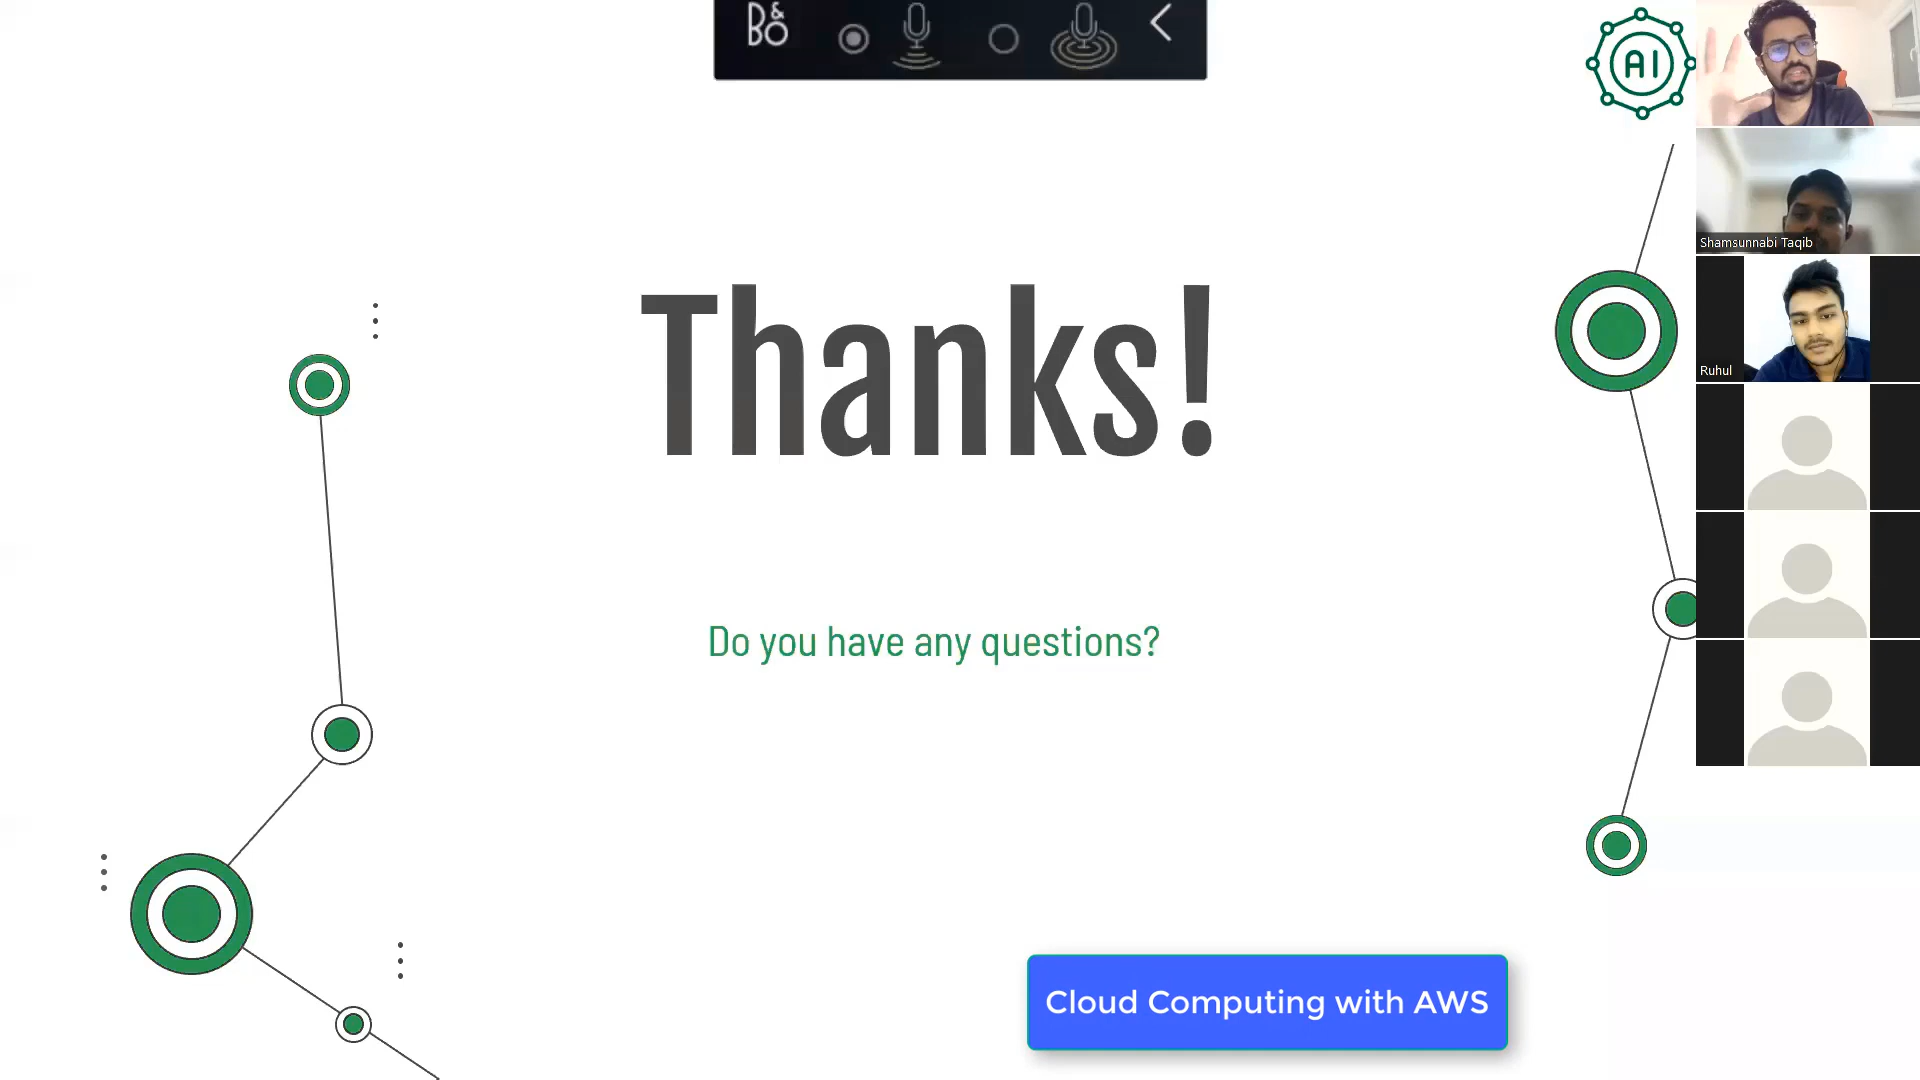 B&O
AI
Shamsunnabi Taqib
Ruhul
Thanks!
Do you have any questions?
Cloud Computing with AWS